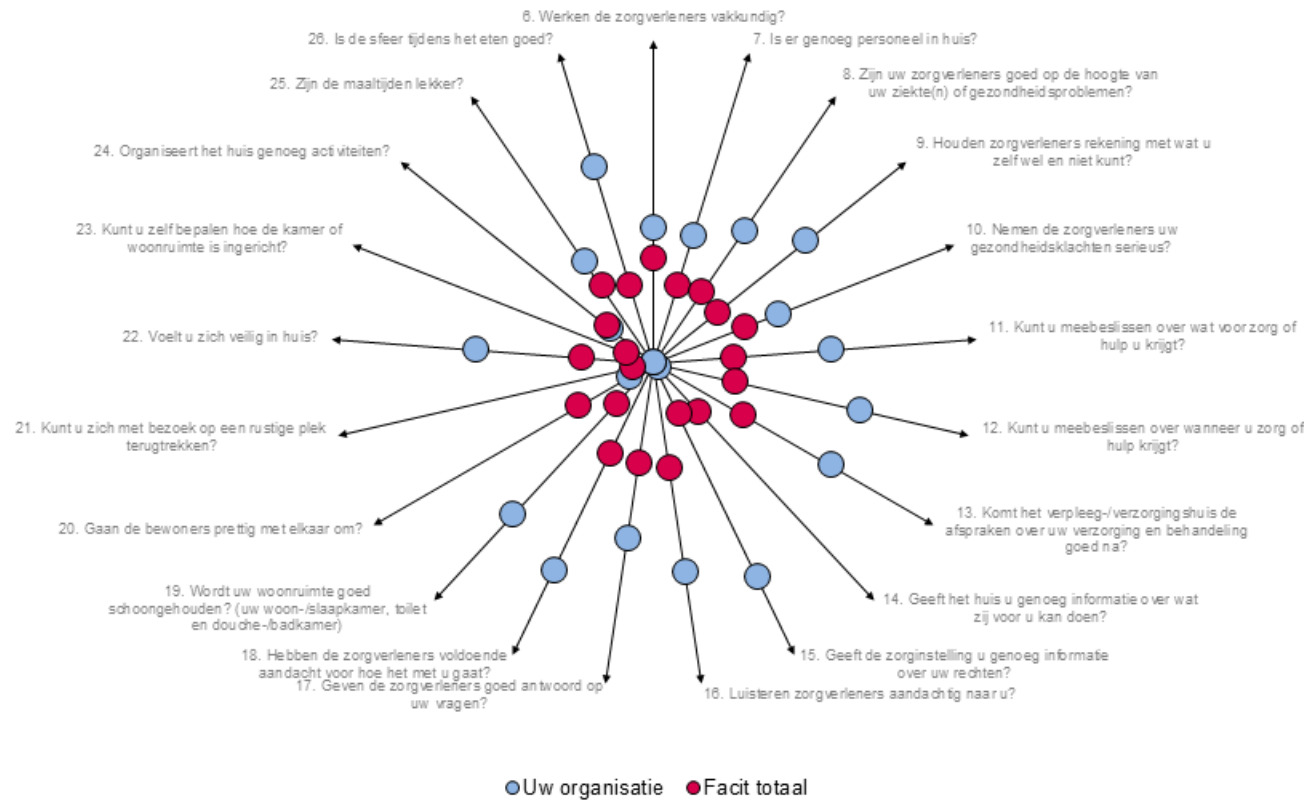 6. Werken de zorgverleners vakkundig?
7. Is er genoeg personeel in huis?
8. Zijn uw zorgverleners goed op de hoogte van
uw ziekte(n) of gezondheidsproblemen?
9. Houden zorgverleners rekening met wat u
zelf wel en niet kunt?
10. Nemen de zorgverleners uw
gezondheidsklachten serieus?
11. Kunt u meebeslissen over wat voor zorg of
hulp u krijgt?
12. Kunt u meebeslissen over wanneer u zorg of
hulp krijgt?
13. Komt het verpleeg-/verzorgingshuis de
afspraken over uw verzorging en behandeling
goed na?
14. Geeft het huis u genoeg informatie over wat
zij voor u kan doen?
15. Geeft de zorginstelling u genoeg informatie
over uw rechten?
16. Luisteren zorgverleners aandachtig naar u?
17. Geven de zorgverleners goed antwoord op
uw vragen?
18. Hebben de zorgverleners voldoende
aandacht voor hoe het met u gaat?
19. Wordt uw woonruimte goed
schoongehouden? (uw woon-/slaapkamer, toilet
en douche-/badkamer)
20. Gaan de bewoners prettig met elkaar om?
21. Kunt u zich met bezoek op een rustige plek
terugtrekken?
22. Voelt u zich veilig in huis?
23. Kunt u zelf bepalen hoe de kamer of
woonruimte is ingericht?
24. Organiseert het huis genoeg activiteiten?
25. Zijn de maaltijden lekker?
26. Is de sfeer tijdens het eten goed?
Uw organisatie
Facit totaal